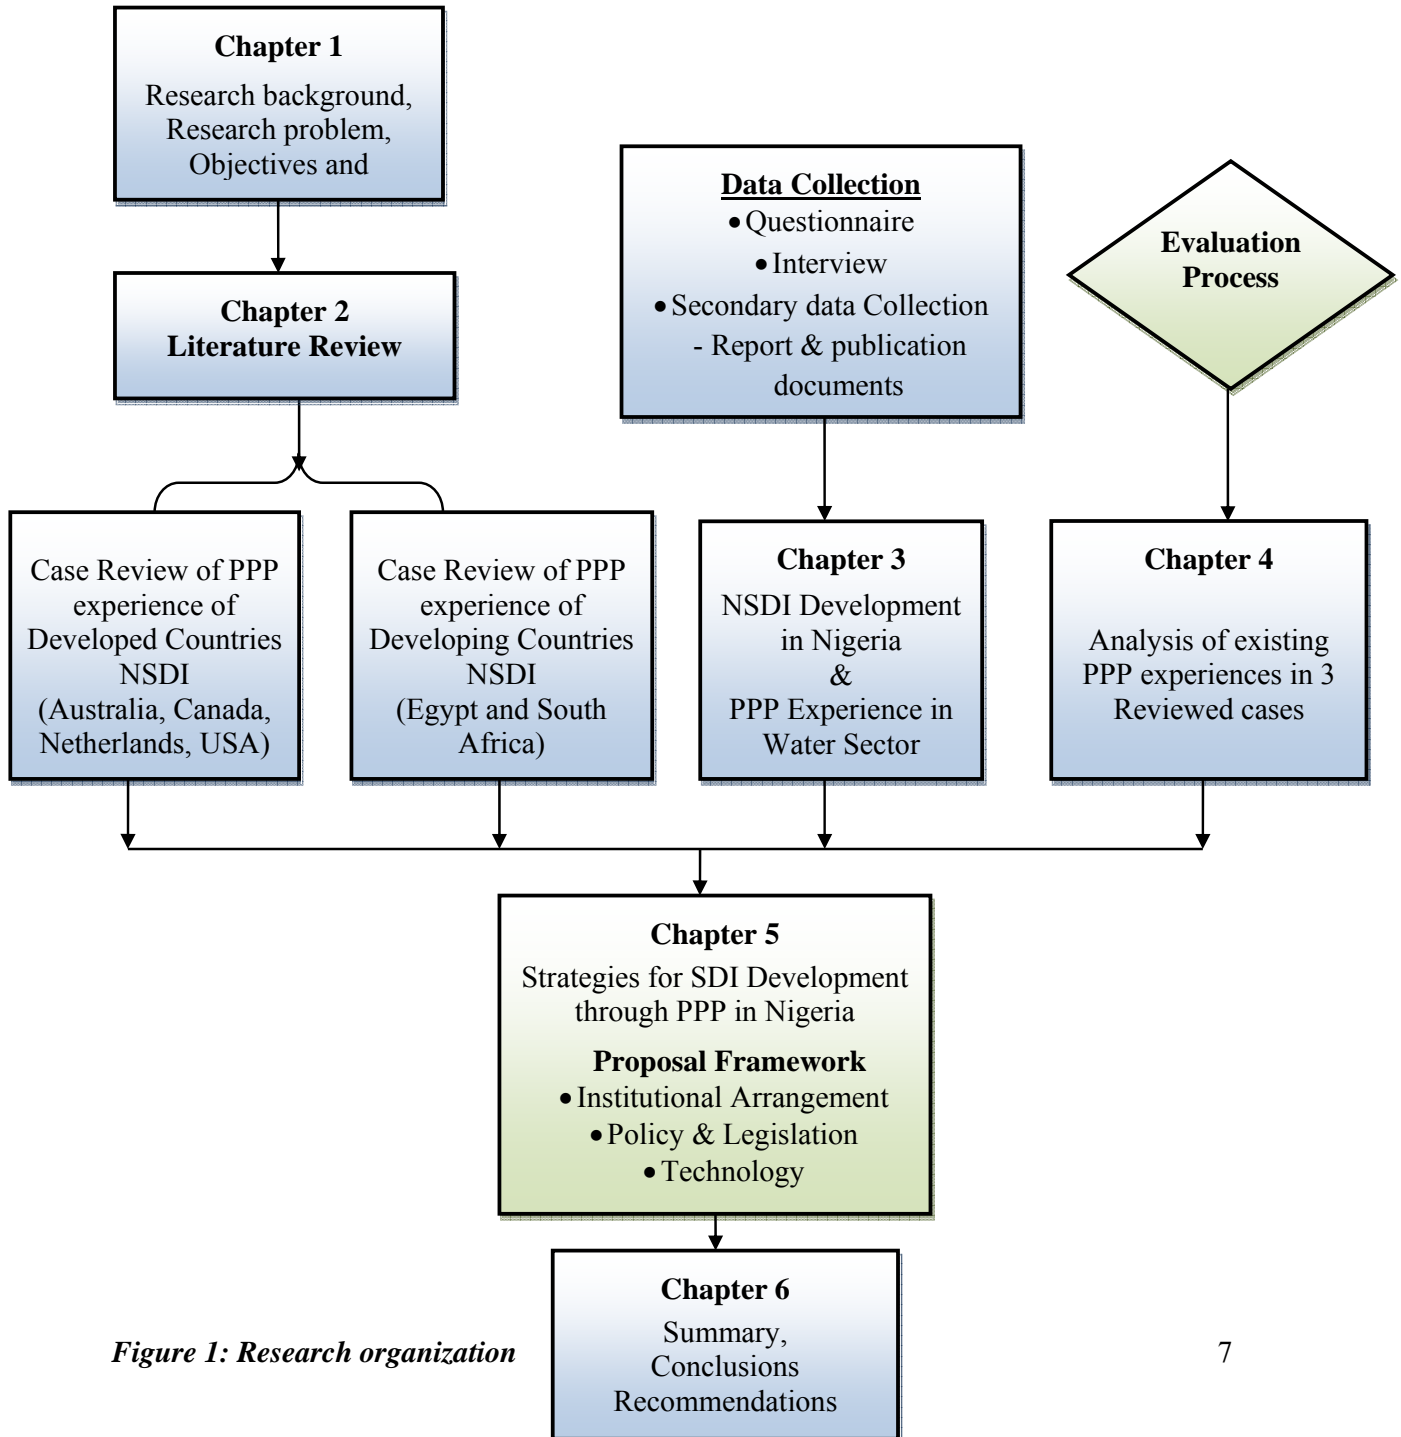 Chapter 1
Research background,
Research problem,
Objectives and
Chapter 2
Literature Review
Data Collection
•Questionnaire
•Interview
•Secondary data Collection
- Report & publication
documents
Evaluation
Process
Case Review of PPP
experience of
Developed Countries
NSDI
(Australia, Canada,
Netherlands, USA)
Case Review of PPP
experience of
Developing Countries
NSDI
(Egypt and South
Africa)
Chapter 3
NSDI Development
in Nigeria
&
PPP Experience in
Water Sector
Chapter 4
Analysis of existing
PPP experiences in 3
Reviewed cases
Chapter 5
Strategies for SDI Development
through PPP in Nigeria
Proposal Framework
•Institutional Arrangement
•Policy & Legislation
•Technology
Chapter 6
Summary,
Conclusions
Recommendations
Figure 1: Research organization
7